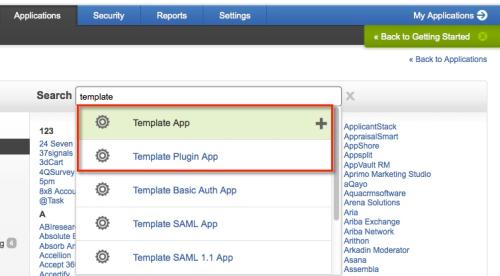 Applications Security Reports Settings My Applications
« Back to Getting Started
« Back to Applications
Search template
Template App
Template Plugin App
Template Basic Auth App
Template SAML App
Template SAML 1.1 App
123
24 Seven
37signals
3dCart
4QSurvey
5pm
8x8 Accou
@Task
A
ABIresear
Absolute
Absorb
Accellion
Accept 36
Accertify
g 4
ApplicantStack
AppraisalSmart
AppShore
Appsplit
AppVault RM
Aprimo Marketing Studio
aQayo
Aquacrmsoftware
Arena Solutions
Aria
Ariba Exchange
Ariba Network
Arithon
Arkadin Moderator
Asana
Assembla